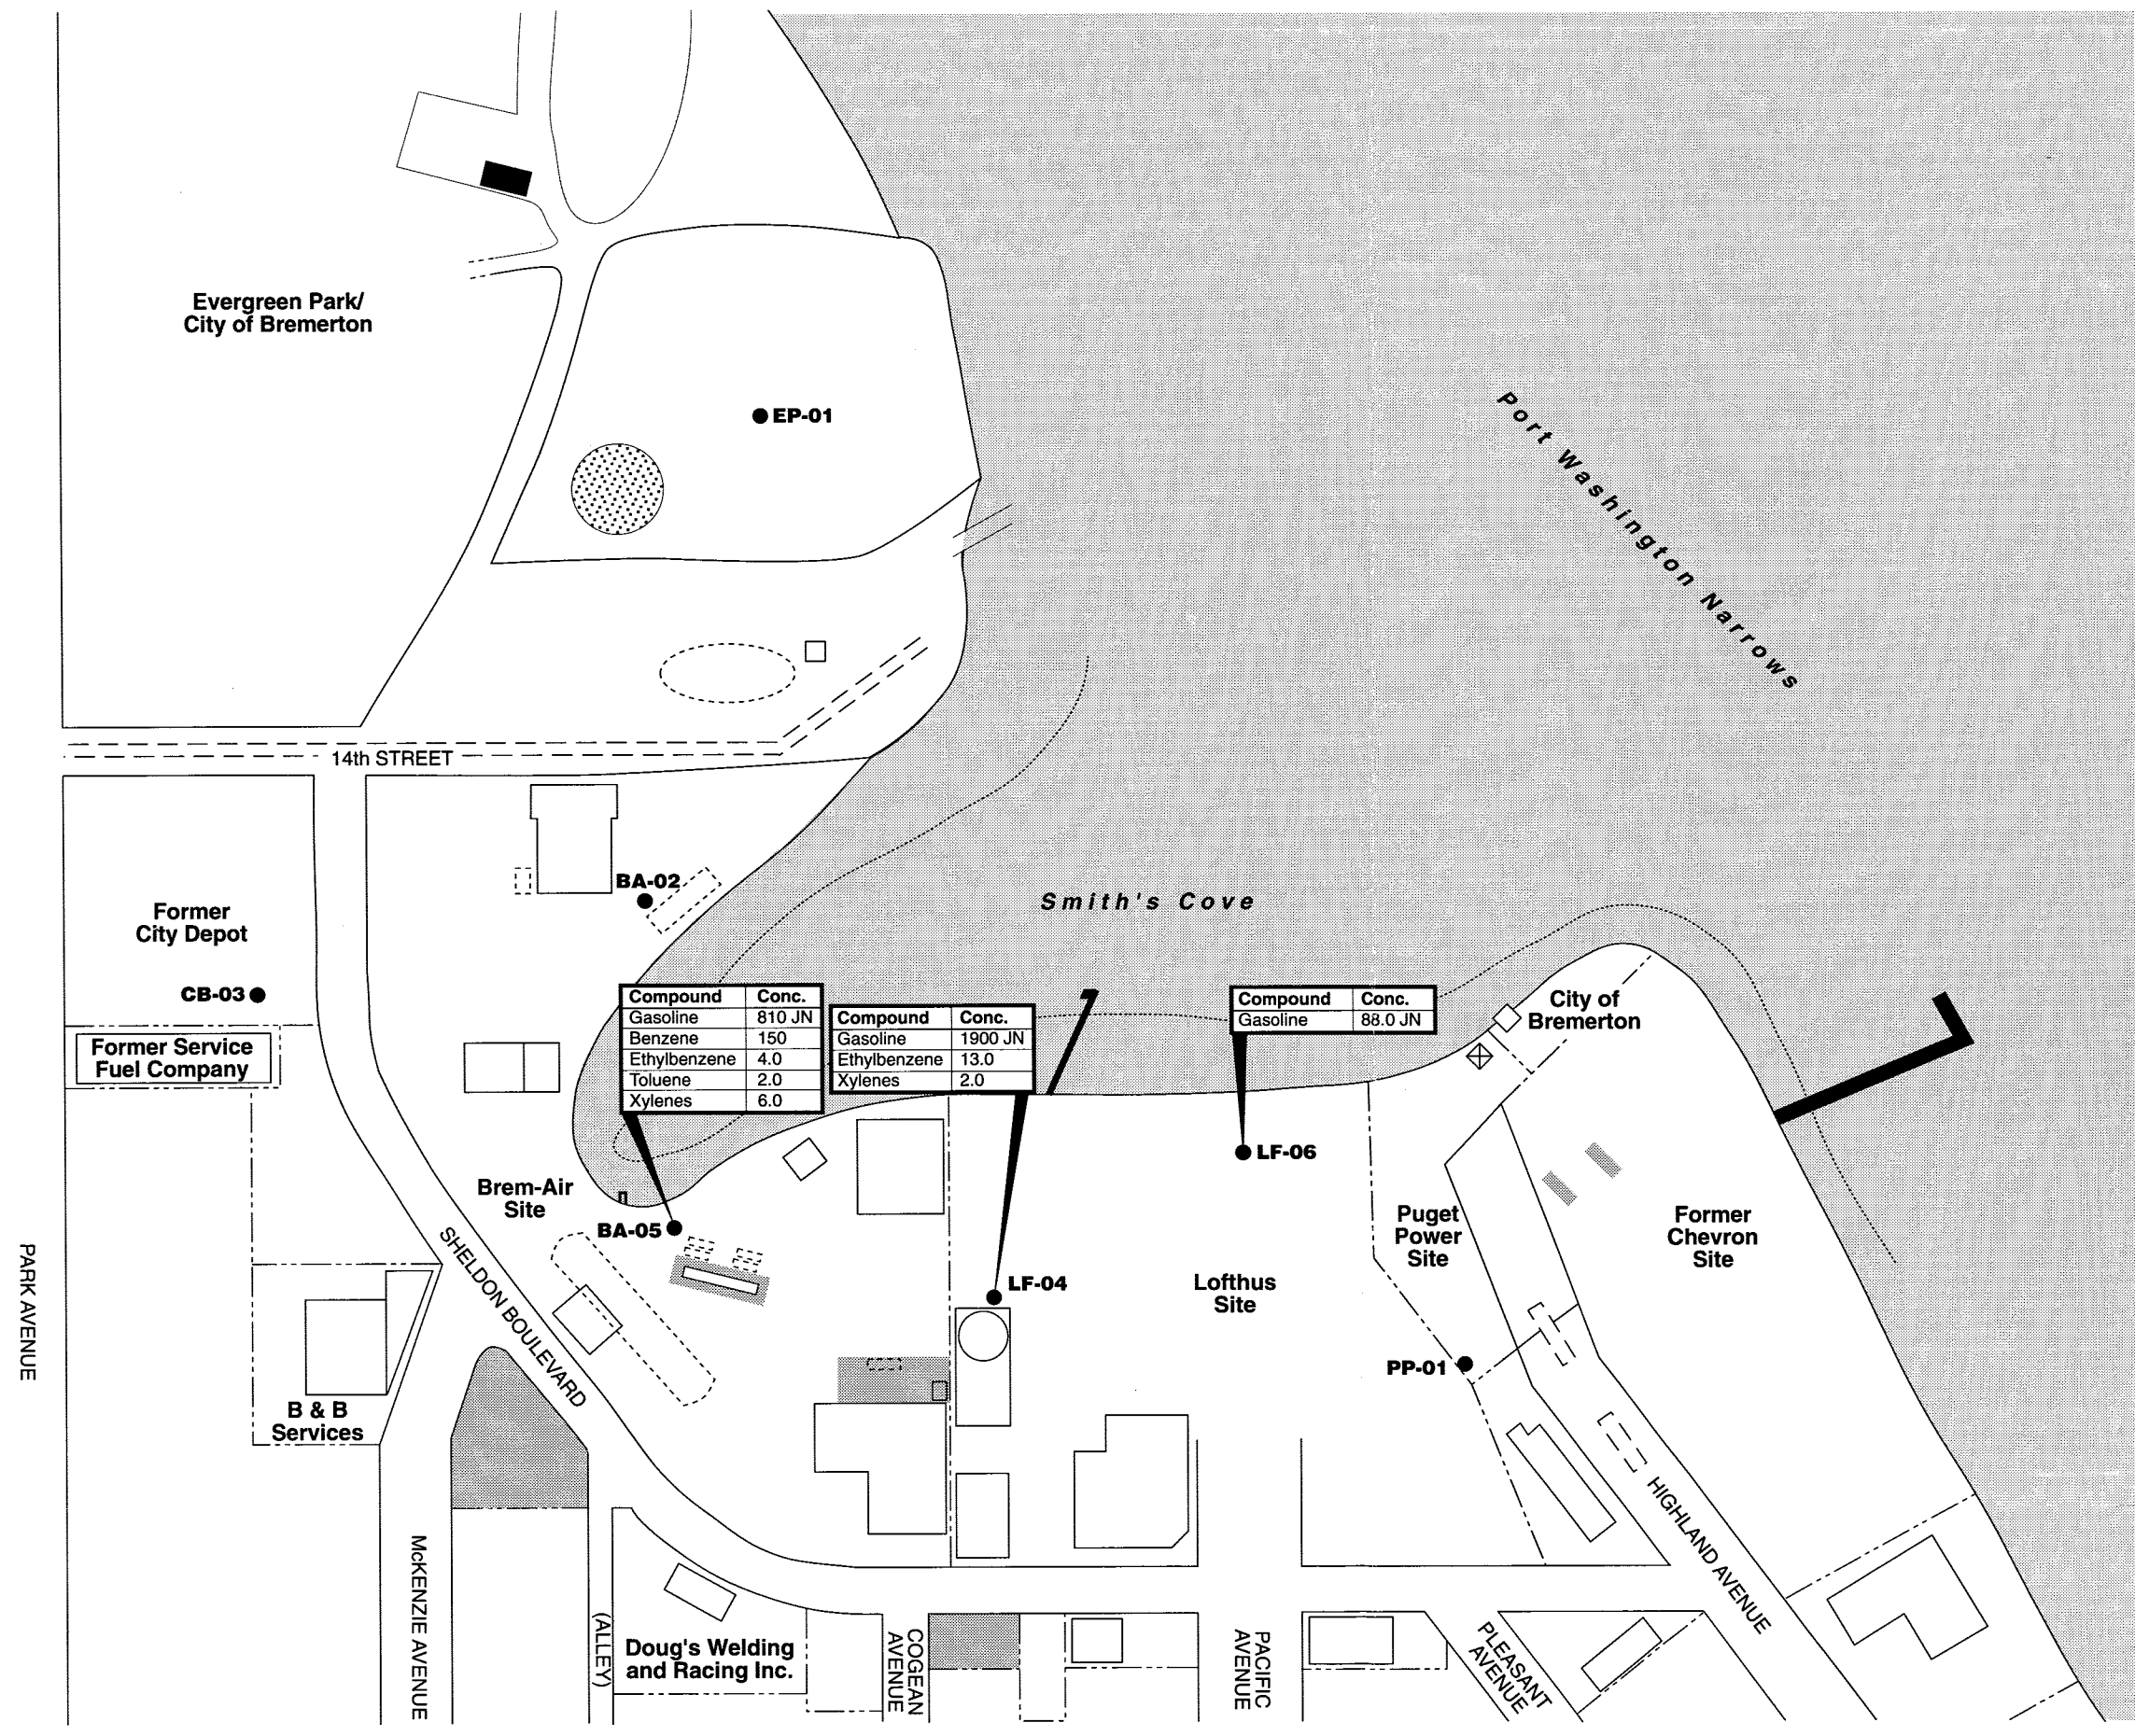 Evergreen Park/
City of Bremerton
EP-01
Port Washington Narrows
14th STREET
BA-02
Smith's Cove
Former
City Depot
CB-03
Former Service
Fuel Company
Compound Conc.
Gasoline 810 JN
Benzene 150
Ethylbenzene 4.0
Toluene 2.0
Xylenes 6.0
Compound Conc.
Gasoline 1900 JN
Ethylbenzene 13.0
Xylenes 2.0
Compound Conc.
Gasoline 88.0 JN
City of
Bremerton
LF-06
Brem-Air
Site
BA-05
Puget
Power
Site
Former
Chevron
Site
LF-04
Lofthus
Site
PARK AVENUE
SHELDON BOULEVARD
PP-01
B & B
Services
HIGHLAND AVENUE
McKENZIE AVENUE
(ALLEY)
Doug's Welding
and Racing Inc.
COGEAN
AVENUE
PACIFIC
AVENUE
PLEASANT
AVENUE